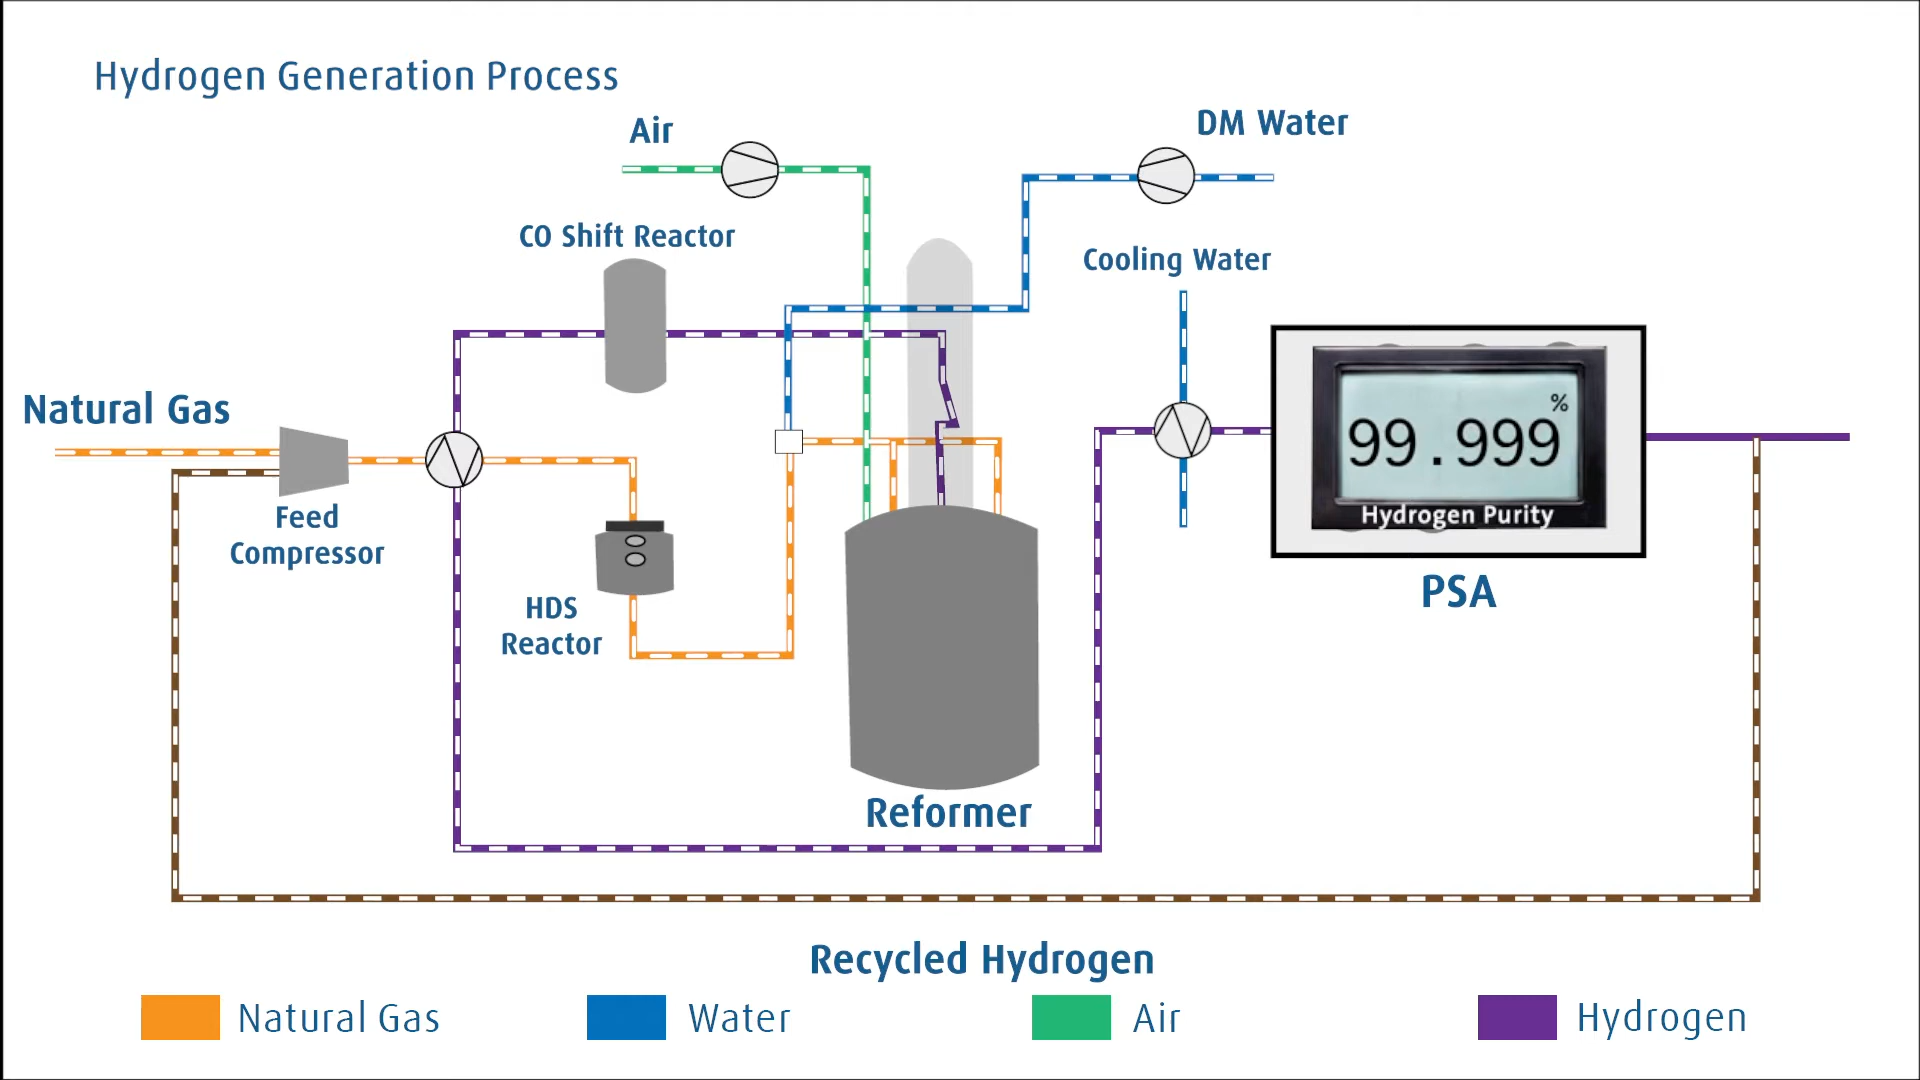 Hydrogen Generation Process
Air
DM Water
CO Shift Reactor
Cooling Water
Natural Gas
%
99.999
Hydrogen Purity
Feed
Compressor
PSA
HDS
Reactor
Reformer
Recycled Hydrogen
Natural Gas
Water
Air
Hydrogen